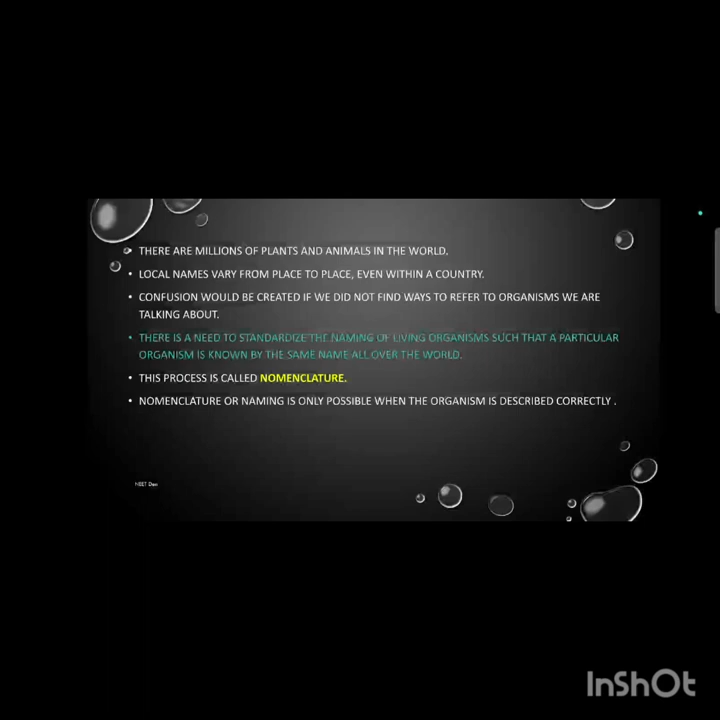 • THERE ARE MILLIONS OF PLANTS AND ANIMALS IN THE WORLD.
• LOCAL NAMES VARY FROM PLACE TO PLACE, EVEN WITHIN A COUNTRY.
• CONFUSION WOULD BE CREATED IF WE DID NOT FIND WAYS TO REFER TO ORGANISMS WE ARE
TALKING ABOUT.
• THERE IS A NEED TO STANDARDIZE THE NAMING OF LIVING ORGANISMS SUCH THAT A PARTICULAR
ORGANISM IS KNOWN BY THE SAME NAME ALL OVER THE WORLD.
• THIS PROCESS IS CALLED NOMENCLATURE.
• NOMENCLATURE OR NAMING IS ONLY POSSIBLE WHEN THE ORGANISM IS DESCRIBED CORRECTLY .
NEET
InShOt